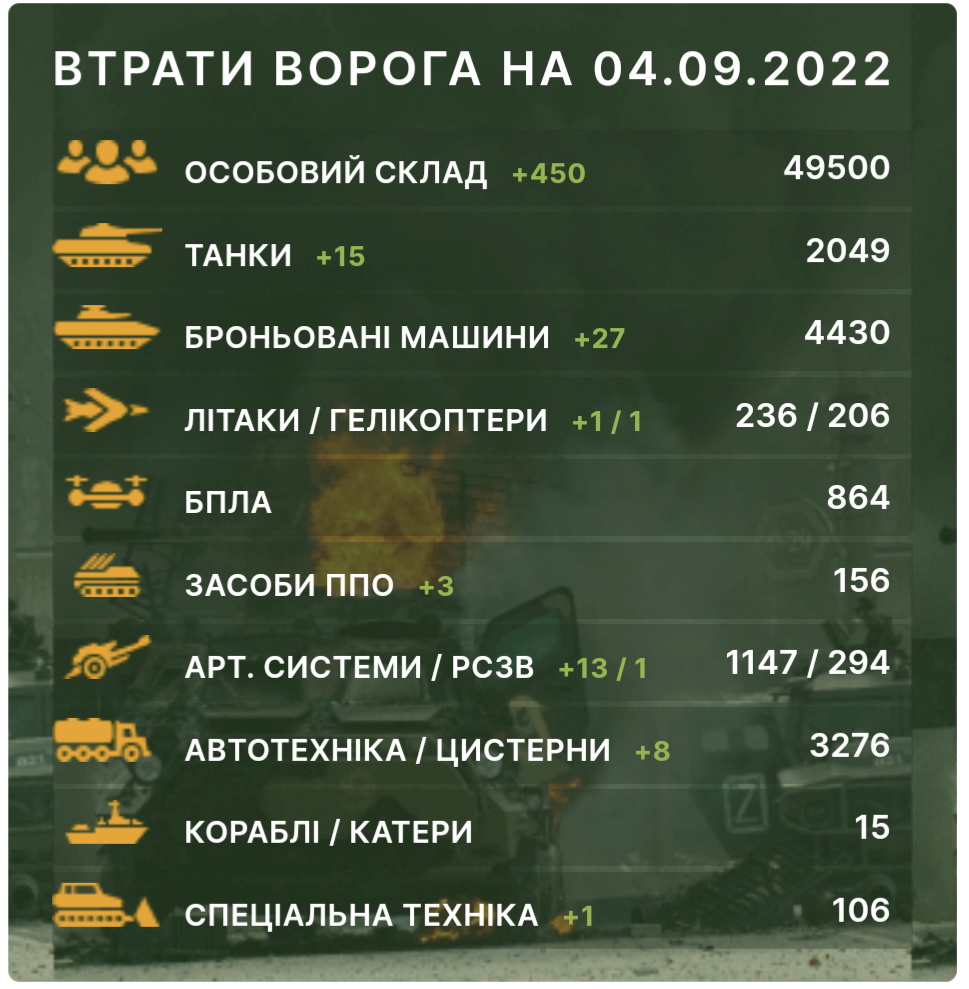 ВТРАТИ ВОРОГА НА 04.09.2022
ОСОБОВИЙ СКЛАД +450 49500
ТАНКИ +15 2049
БРОНЬОВАНІ МАШИНИ +27 4430
ЛІТАКИ / ГЕЛІКОПТЕРИ +1 / 1 236 / 206
БПЛА 864
ЗАСОБИ ППО +3 156
АРТ. СИСТЕМИ / РСЗВ +13 / 1 1147 / 294
АВТОТЕХНІКА / ЦИСТЕРНИ +8 3276
Z
КОРАБЛІ / КАТЕРИ 15
СПЕЦІАЛЬНА ТЕХНІКА +1 106